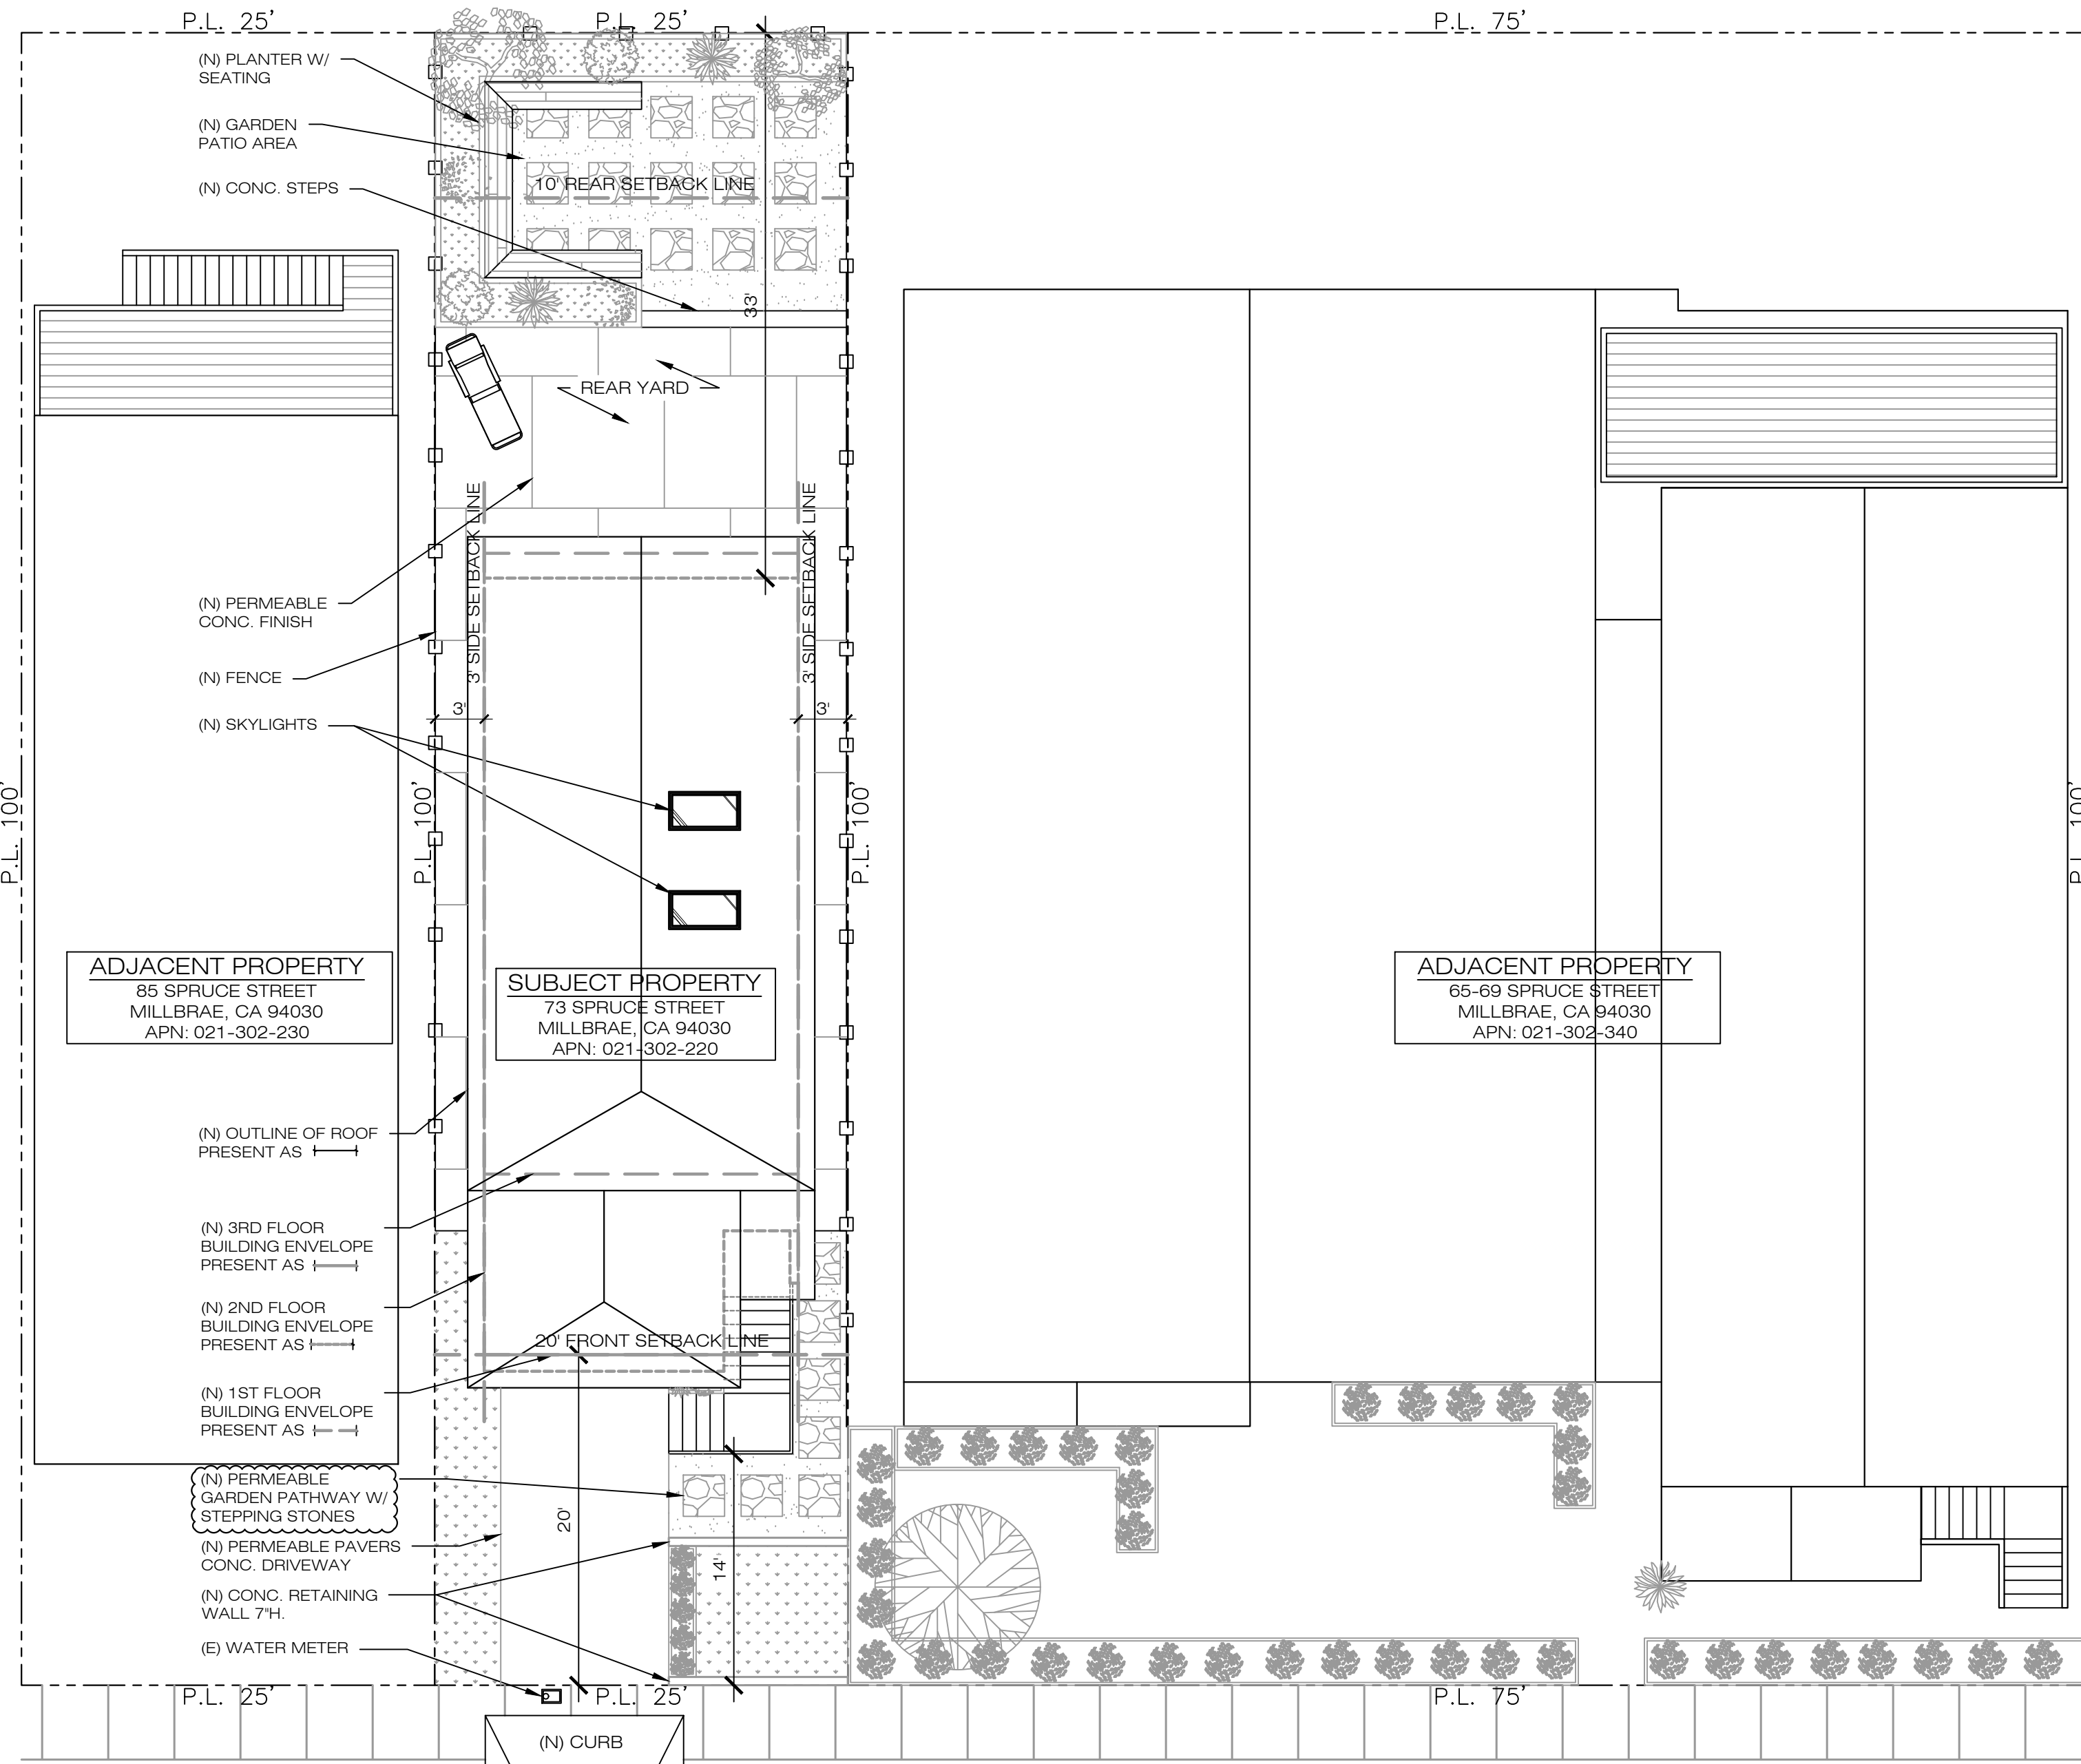 P.L. 25'
P.L. 25'
P.L. 75'
(N) PLANTER W/
SEATING
(N) GARDEN
PATIO AREA
(N) CONC. STEPS
10' REAR SETBACK LINE
33'
REAR YARD
3' SIDE SETBACK LINE
3' SIDE SETBACK LINE
(N) PERMEABLE
CONC. FINISH
(N) FENCE
(N) SKYLIGHTS
3'
3'
P.L. 100'
P.L. 100'
P.L. 100'
P.L. 100'
ADJACENT PROPERTY
85 SPRUCE STREET
MILLBRAE, CA 94030
APN: 021-302-230
SUBJECT PROPERTY
73 SPRUCE STREET
MILLBRAE, CA 94030
APN: 021-302-220
ADJACENT PROPERTY
65-69 SPRUCE STREET
MILLBRAE, CA 94030
APN: 021-302-340
(N) OUTLINE OF ROOF
PRESENT AS
(N) 3RD FLOOR
BUILDING ENVELOPE
PRESENT AS
(N) 2ND FLOOR
BUILDING ENVELOPE
PRESENT AS
20' FRONT SETBACK LINE
(N) 1ST FLOOR
BUILDING ENVELOPE
PRESENT AS
(N) PERMEABLE
GARDEN PATHWAY W/
STEPPING STONES
(N) PERMEABLE PAVERS
CONC. DRIVEWAY
20'
14'
(N) CONC. RETAINING
WALL 7"H.
(E) WATER METER
P.L. 25'
P.L. 25'
P.L. 75'
(N) CURB